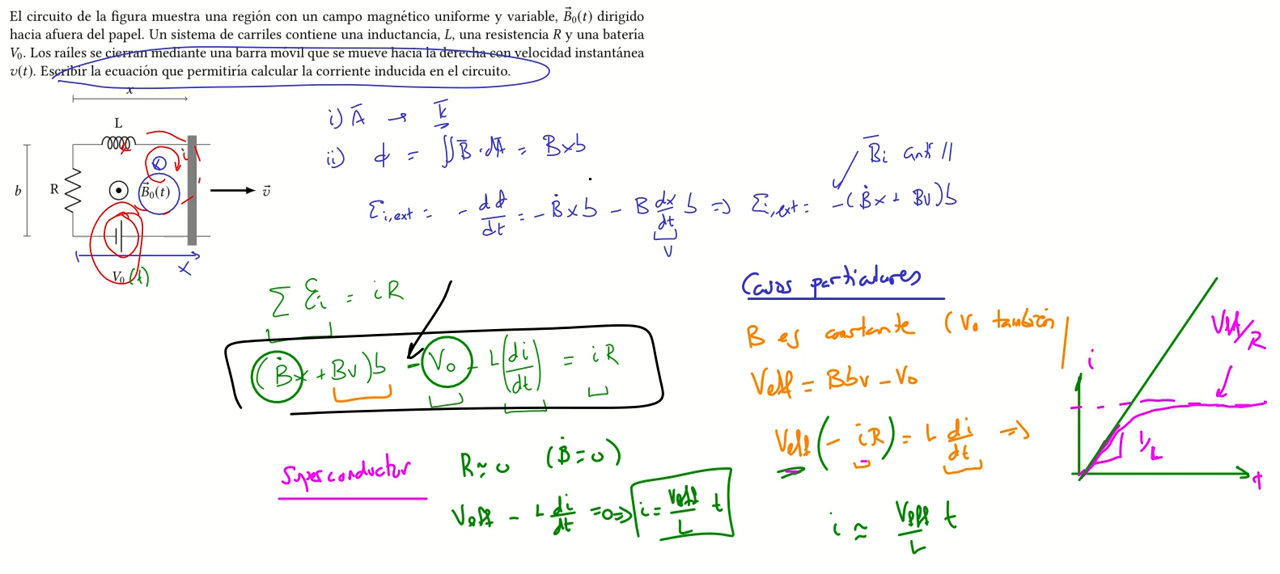 El circuito de la figura muestra una región con un campo magnético uniforme y variable, B⃗₀(t) dirigido
hacia afuera del papel. Un sistema de carriles contiene una inductancia, L, una resistencia R y una batería
V₀. Los raíles se cierran mediante una barra móvil que se mueve hacia la derecha con velocidad instantánea
v(t). Escribir la ecuación que permitiría calcular la corriente inducida en el circuito.
x
L
i
b
R
B⃗₀(t)
v⃗
V₀(t)
x
i) A̅ → k̅
ii) ϕ = ∬ B̅·dA̅ = Bxb
B̅i anti //
Ɛi,ext = - dϕ/dt = -Ḃxb - B dx/dt b ⇒ Ɛi,ext = -(Ḃx + Bv)b
v
Σ Ɛi = iR
(Ḃx + Bv)b - V₀ - L(di/dt) = iR
Superconductor
R ≈ 0 (Ḃ=0)
Veff - L di/dt = 0 ⇒ i = Veff/L t
Casos particulares
B es constante (V₀ también)
Veff = Bbv - V₀
Veff (- iR) = L di/dt ⇒
i ≈ Veff/L t
Veff/R
i
1/L
t